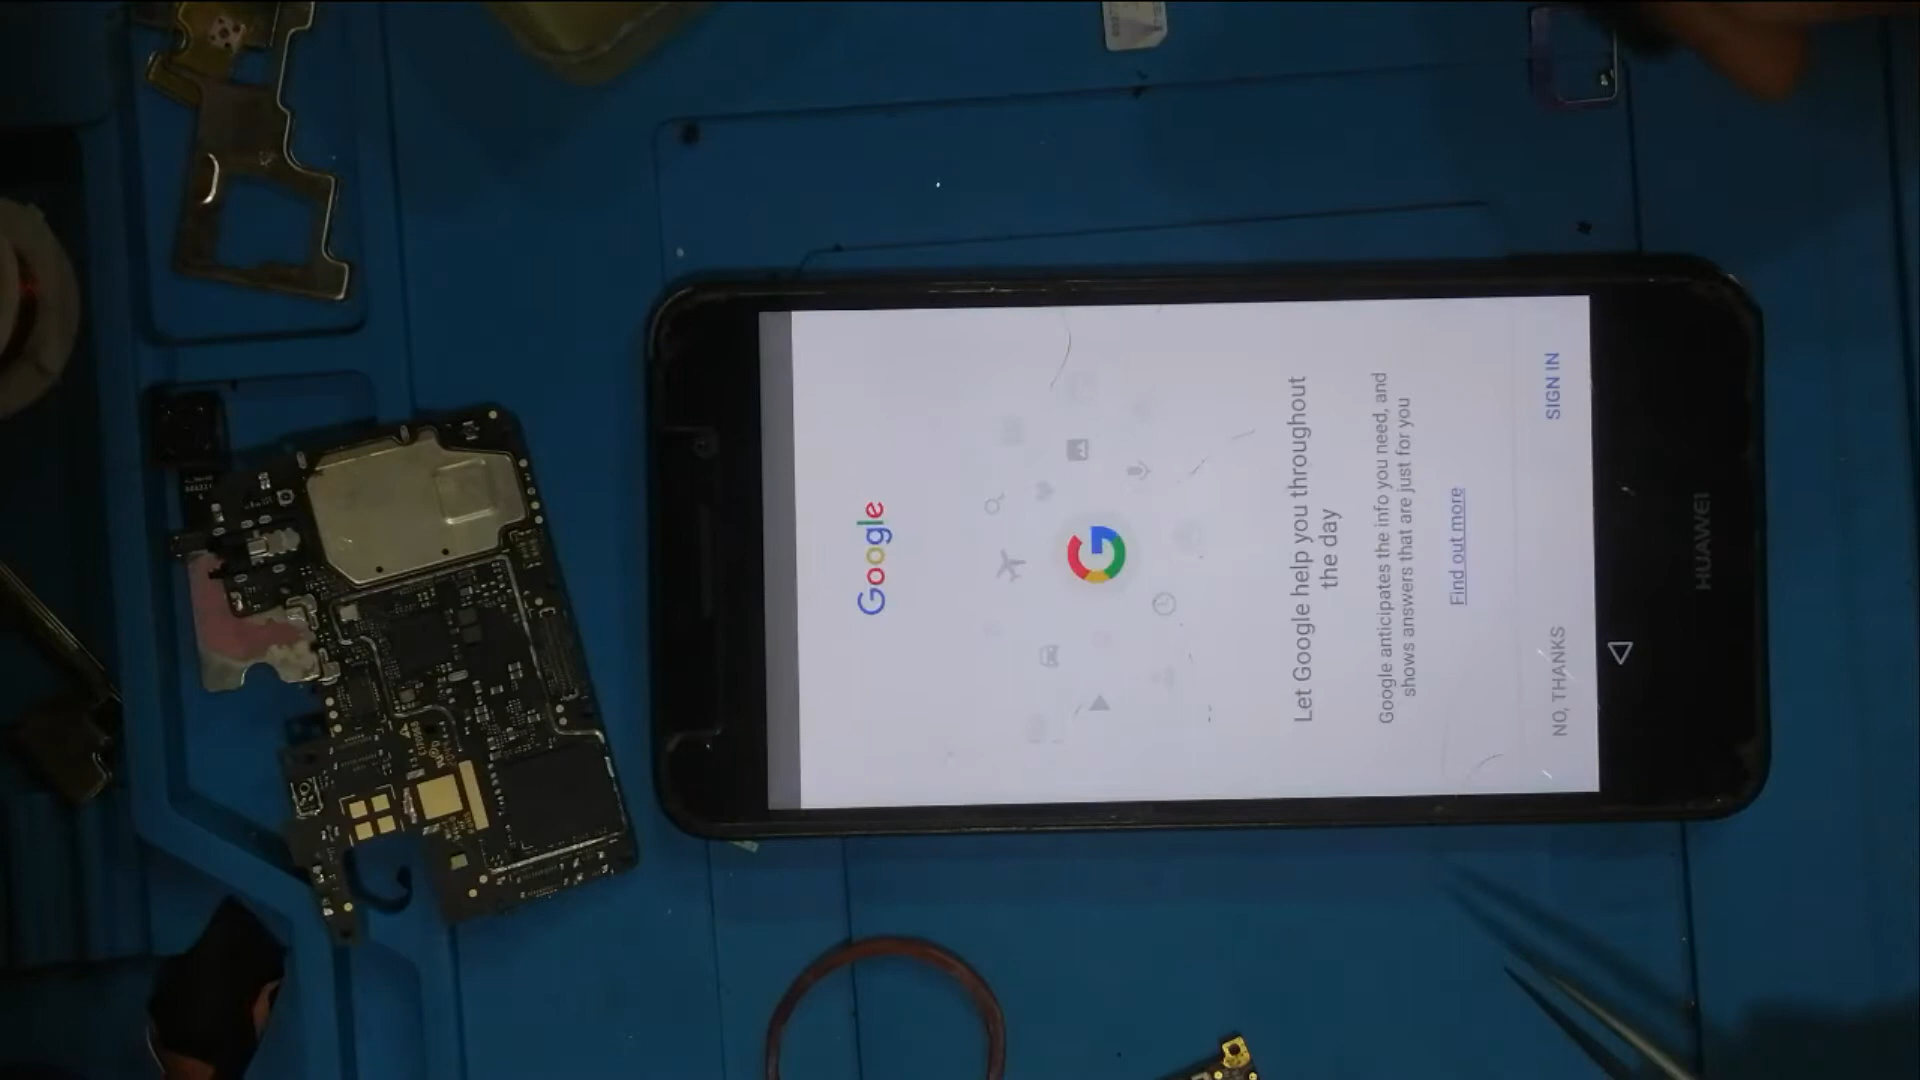 Google
Let Google help you throughout
the day
Google anticipates the info you need, and
shows answers that are just for you
Find out more
NO, THANKS
SIGN IN
HUAWEI